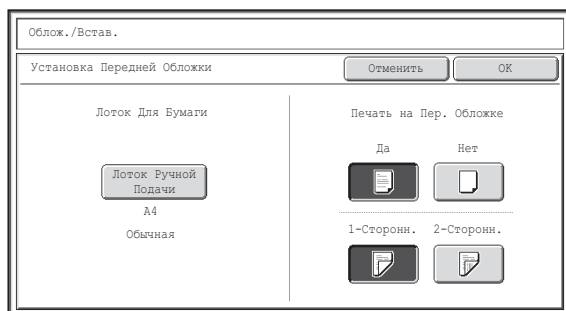 Облож./Встав.
Установка Передней Обложки
Отменить
OK
Лоток Для Бумаги
Лоток Ручной
Подачи
A4
Обычная
Печать на Пер. Обложке
Да
Нет
1-Сторонн.
2-Сторонн.